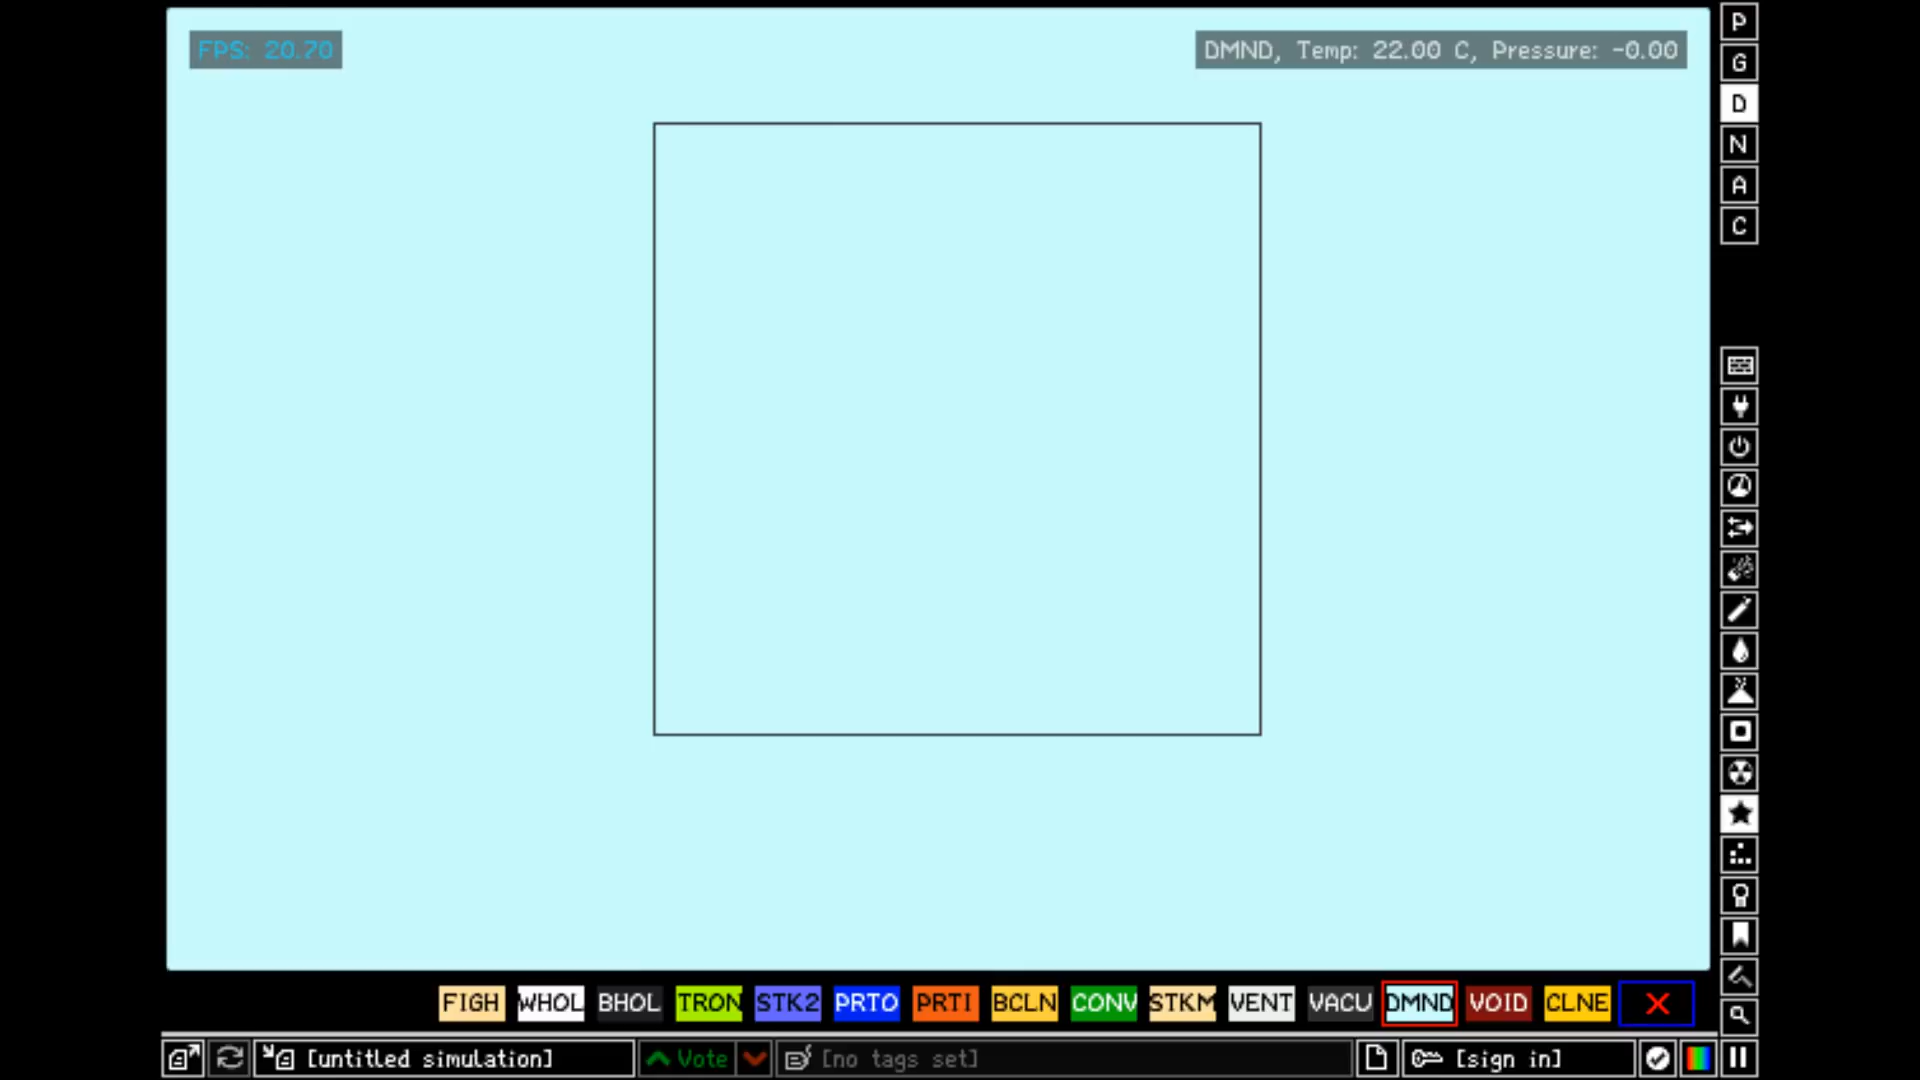 FPS: 20.70
DMND, Temp: 22.00 C, Pressure: -0.00
P
G
D
N
A
C
FIGH WHOL BHOL TRON STK2 PRTO PRTI BCLN CONV STKM VENT VACU DMND VOID CLNE
[untitled simulation] Vote [no tags set] [sign in]